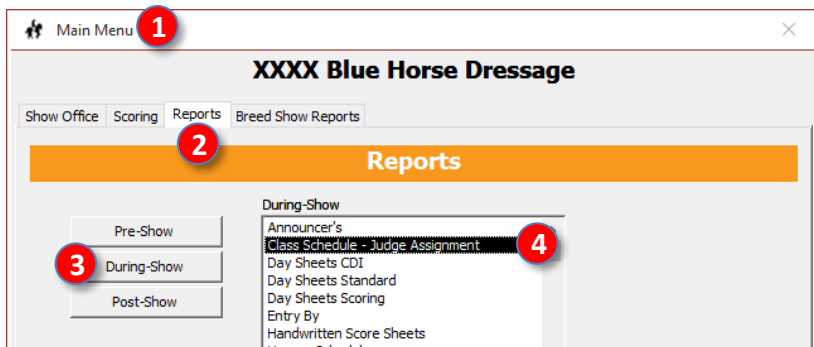 Main Menu 1
XXXX Blue Horse Dressage
Show Office Scoring Reports Breed Show Reports
2
Reports
During-Show
Pre-Show
3 During-Show
Post-Show
Announcer's
Class Schedule - Judge Assignment 4
Day Sheets CDI
Day Sheets Standard
Day Sheets Scoring
Entry By
Handwritten Score Sheets